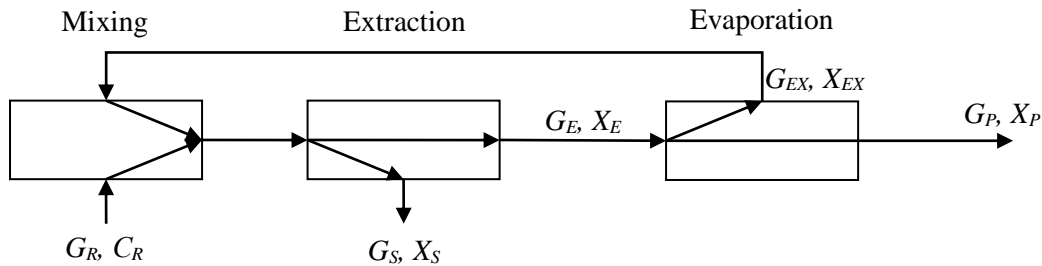 Mixing Extraction Evaporation
G_EX, X_EX
G_E, X_E
G_P, X_P
G_R, C_R
G_S, X_S